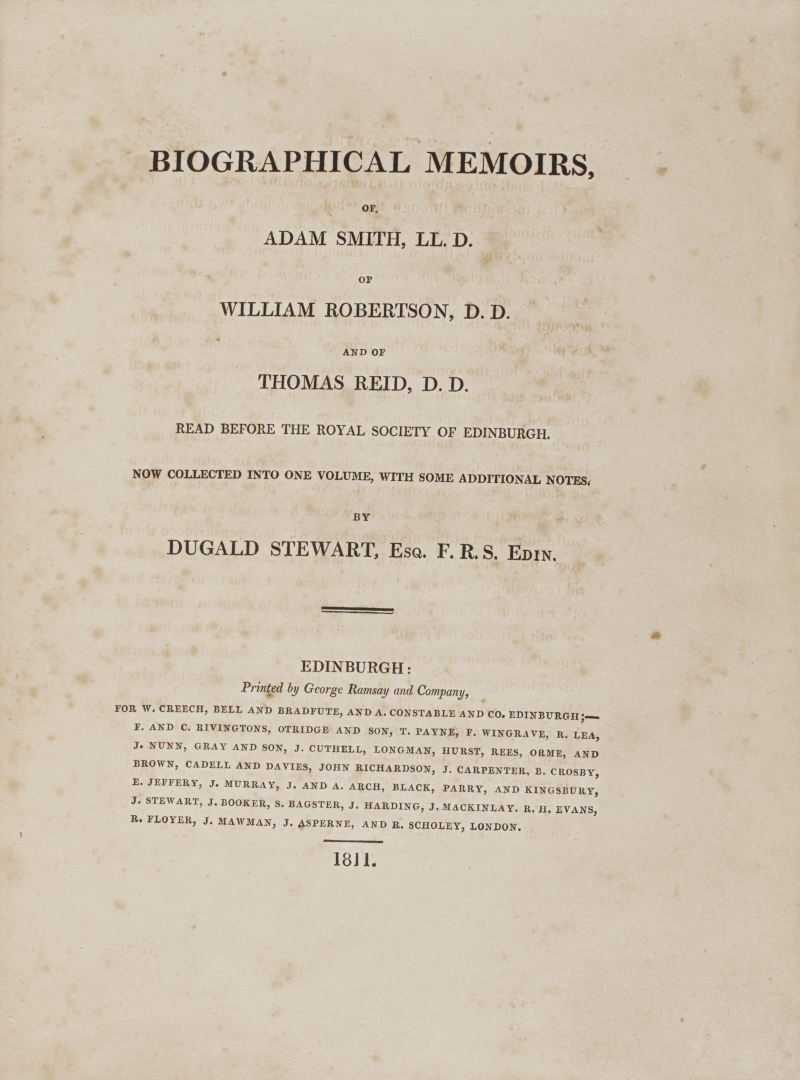 BIOGRAPHICAL MEMOIRS,
OF,
ADAM SMITH, LL. D.
OF
WILLIAM ROBERTSON, D. D.
AND OF
THOMAS REID, D. D.
READ BEFORE THE ROYAL SOCIETY OF EDINBURGH.
NOW COLLECTED INTO ONE VOLUME, WITH SOME ADDITIONAL NOTES.
BY
DUGALD STEWART, Esq. F. R. S. Edin.
EDINBURGH:
Printed by George Ramsay and Company,
FOR W. CREECH, BELL AND BRADFUTE, AND A. CONSTABLE AND CO. EDINBURGH;—
F. AND C. RIVINGTONS, OTRIDGE AND SON, T. PAYNE, F. WINGRAVE, R. LEA,
J. NUNN, GRAY AND SON, J. CUTHELL, LONGMAN, HURST, REES, ORME, AND
BROWN, CADELL AND DAVIES, JOHN RICHARDSON, J. CARPENTER, B. CROSBY,
E. JEFFERY, J. MURRAY, J. AND A. ARCH, BLACK, PARRY, AND KINGSBURY,
J. STEWART, J. BOOKER, S. BAGSTER, J. HARDING, J. MACKINLAY. R. H. EVANS,
R. FLOYER, J. MAWMAN, J. ASPERNE, AND R. SCHOLEY, LONDON.
1811.